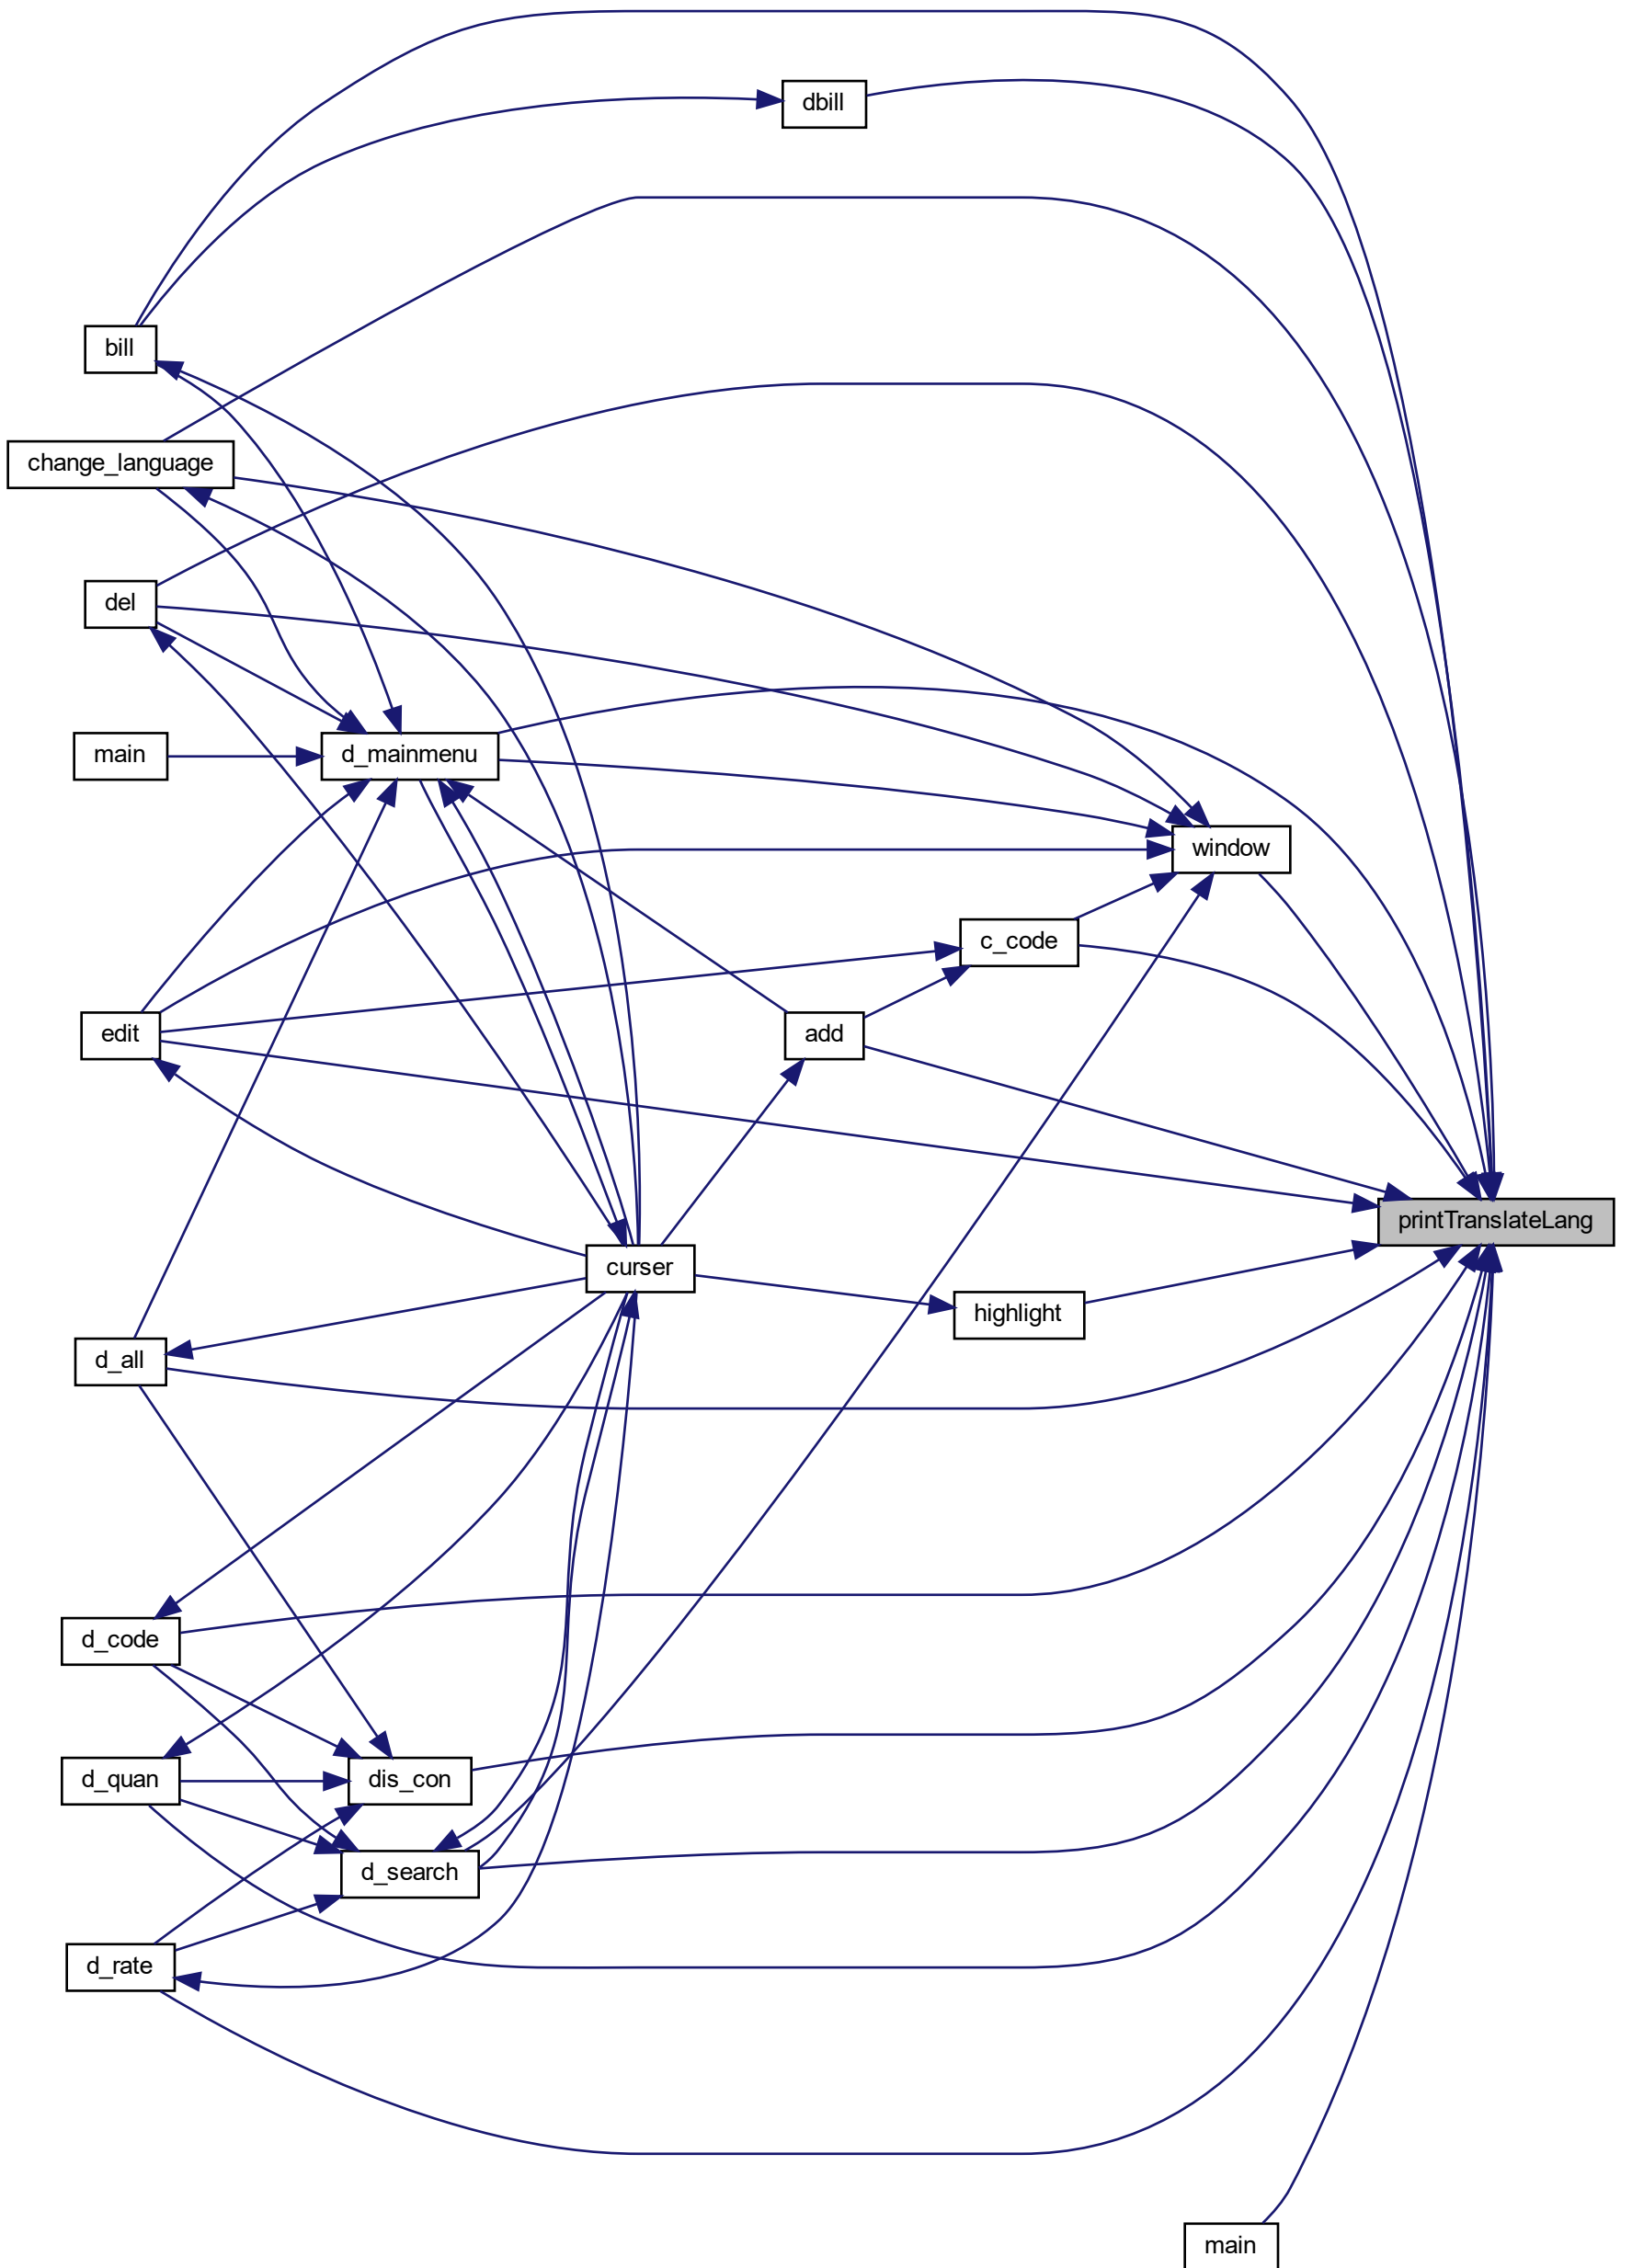 dbill
bill
change_language
del
main
d_mainmenu
window
c_code
edit
add
printTranslateLang
curser
highlight
d_all
d_code
d_quan
dis_con
d_search
d_rate
main